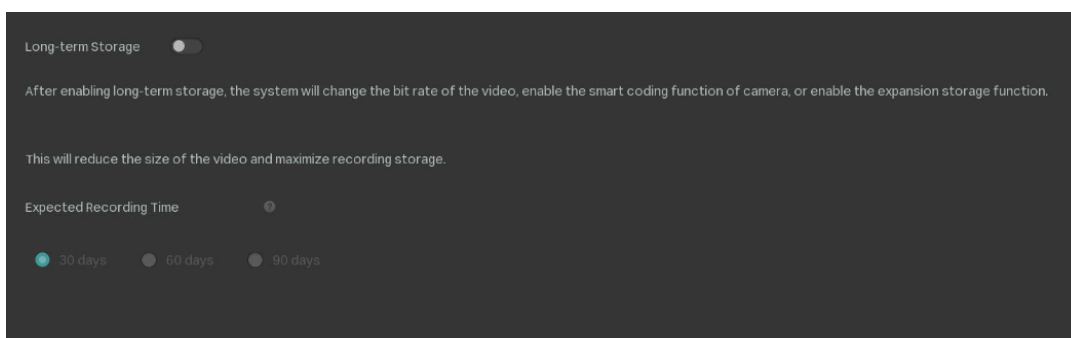 Long-term Storage
After enabling long-term storage, the system will change the bit rate of the video, enable the smart coding function of camera, or enable the expansion storage function.
This will reduce the size of the video and maximize recording storage.
Expected Recording Time ?
30 days 60 days 90 days